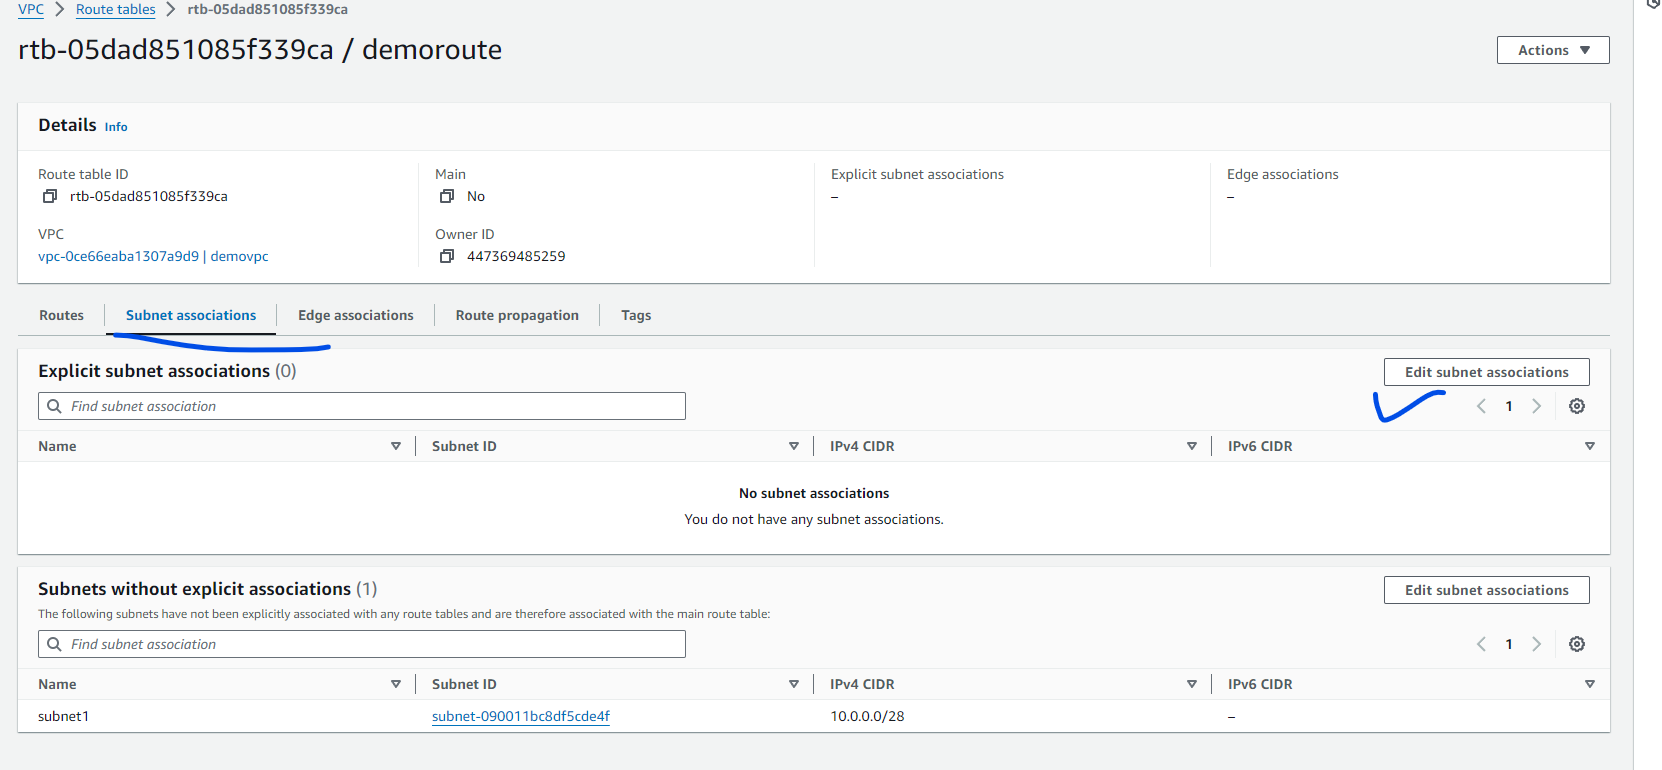 VPC > Route tables > rtb-05dad851085f339ca
rtb-05dad851085f339ca / demoroute
Actions
Details Info
Route table ID
rtb-05dad851085f339ca
Main
No
Explicit subnet associations
–
Edge associations
–
VPC
vpc-0ce66eaba1307a9d9 | demovpc
Owner ID
447369485259
Routes Subnet associations Edge associations Route propagation Tags
Explicit subnet associations (0)
Edit subnet associations
Find subnet association
1
Name Subnet ID IPv4 CIDR IPv6 CIDR
No subnet associations
You do not have any subnet associations.
Subnets without explicit associations (1)
Edit subnet associations
The following subnets have not been explicitly associated with any route tables and are therefore associated with the main route table:
Find subnet association
1
Name Subnet ID IPv4 CIDR IPv6 CIDR
subnet1 subnet-090011bc8df5cde4f 10.0.0.0/28 –